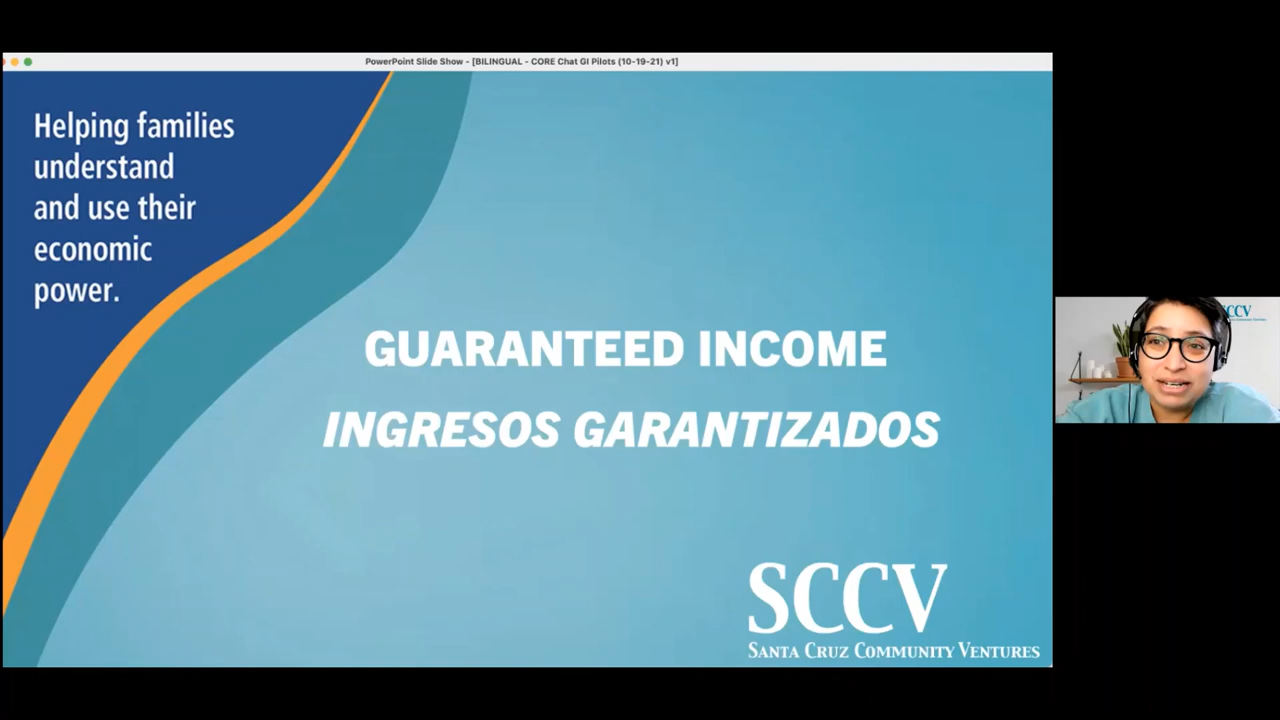 PowerPoint Slide Show - [BILINGUAL - CORE Chat GI Pilots (10-19-21) v1]
Helping families
understand
and use their
economic
power.
GUARANTEED INCOME
INGRESOS GARANTIZADOS
SCCV
SANTA CRUZ COMMUNITY VENTURES
CCV